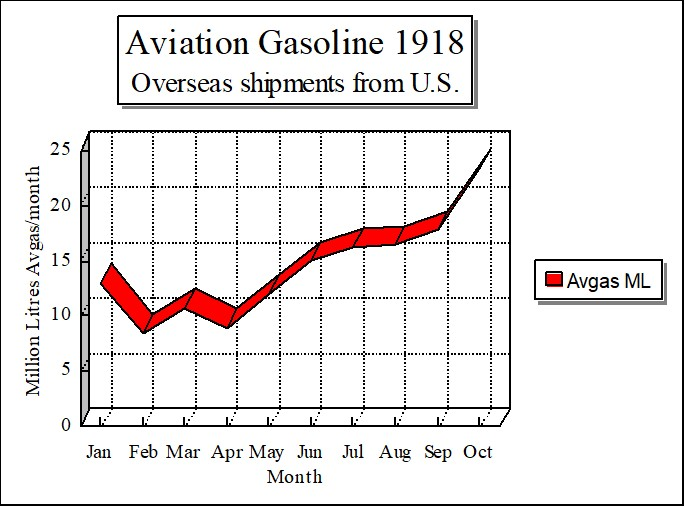 Aviation Gasoline 1918
Overseas shipments from U.S.
Million Litres Avgas/month
25
20
15
10
5
0
Jan Feb Mar Apr May Jun Jul Aug Sep Oct
Month
Avgas ML